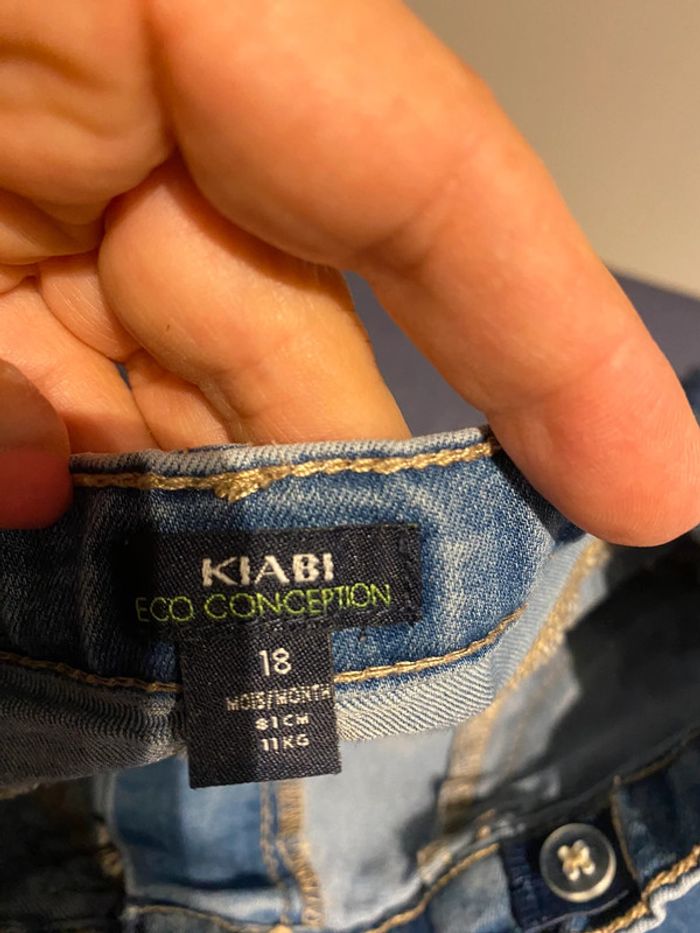 KIABI
ECO CONCEPTION
18
MOIS/MONTH
81CM
11KG